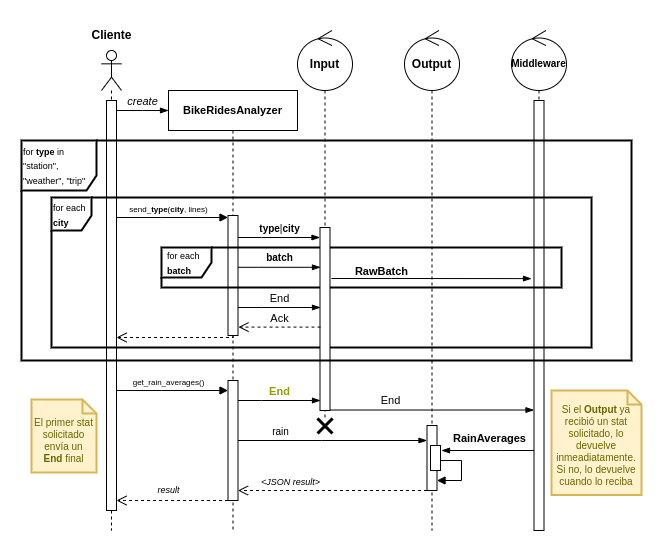 Cliente
Input
Output
Middleware
create
BikeRidesAnalyzer
for type in
"station",
"weather", "trip"
for each
city
send_type(city, lines)
type|city
for each
batch
batch
RawBatch
End
Ack
get_rain_averages()
End
End
El primer stat
solicitado
envía un
End final
Si el Output ya
recibió un stat
solicitado, lo
devuelve
inmediatamente.
Si no, lo devuelve
cuando lo reciba
rain
RainAverages
<JSON result>
result